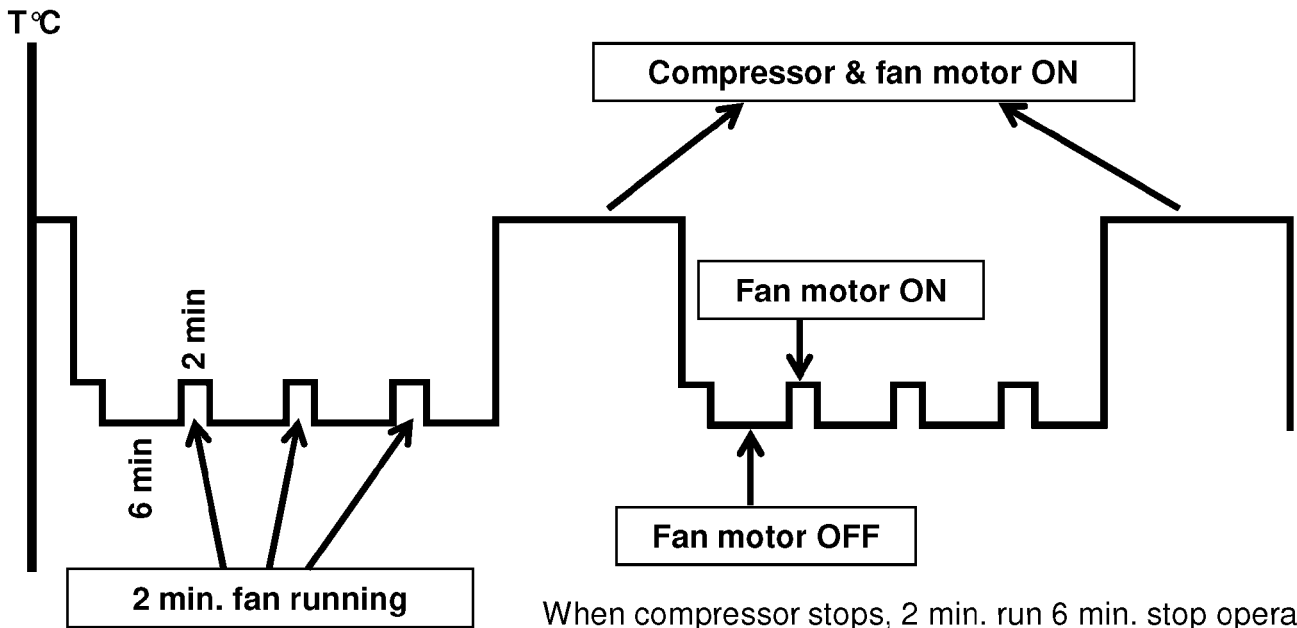 T°C
Compressor & fan motor ON
Fan motor ON
2 min
6 min
Fan motor OFF
2 min. fan running
When compressor stops, 2 min. run 6 min. stop opera